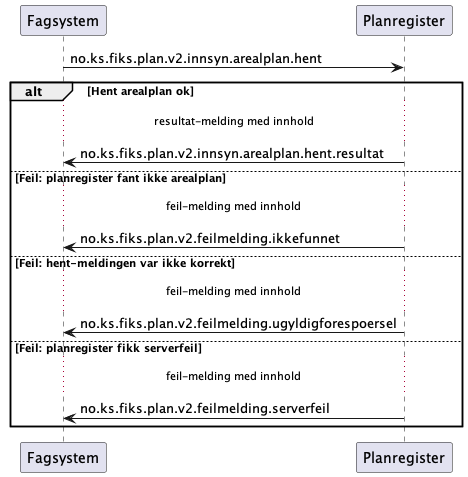 Fagsystem Planregister
no.ks.fiks.plan.v2.innsyn.arealplan.hent
alt [Hent arealplan ok]
resultat-melding med innhold
no.ks.fiks.plan.v2.innsyn.arealplan.hent.resultat
[Feil: planregister fant ikke arealplan]
feil-melding med innhold
no.ks.fiks.plan.v2.feilmelding.ikkefunnet
[Feil: hent-meldingen var ikke korrekt]
feil-melding med innhold
no.ks.fiks.plan.v2.feilmelding.ugyldigforespoersel
[Feil: planregister fikk serverfeil]
feil-melding med innhold
no.ks.fiks.plan.v2.feilmelding.serverfeil
Fagsystem Planregister